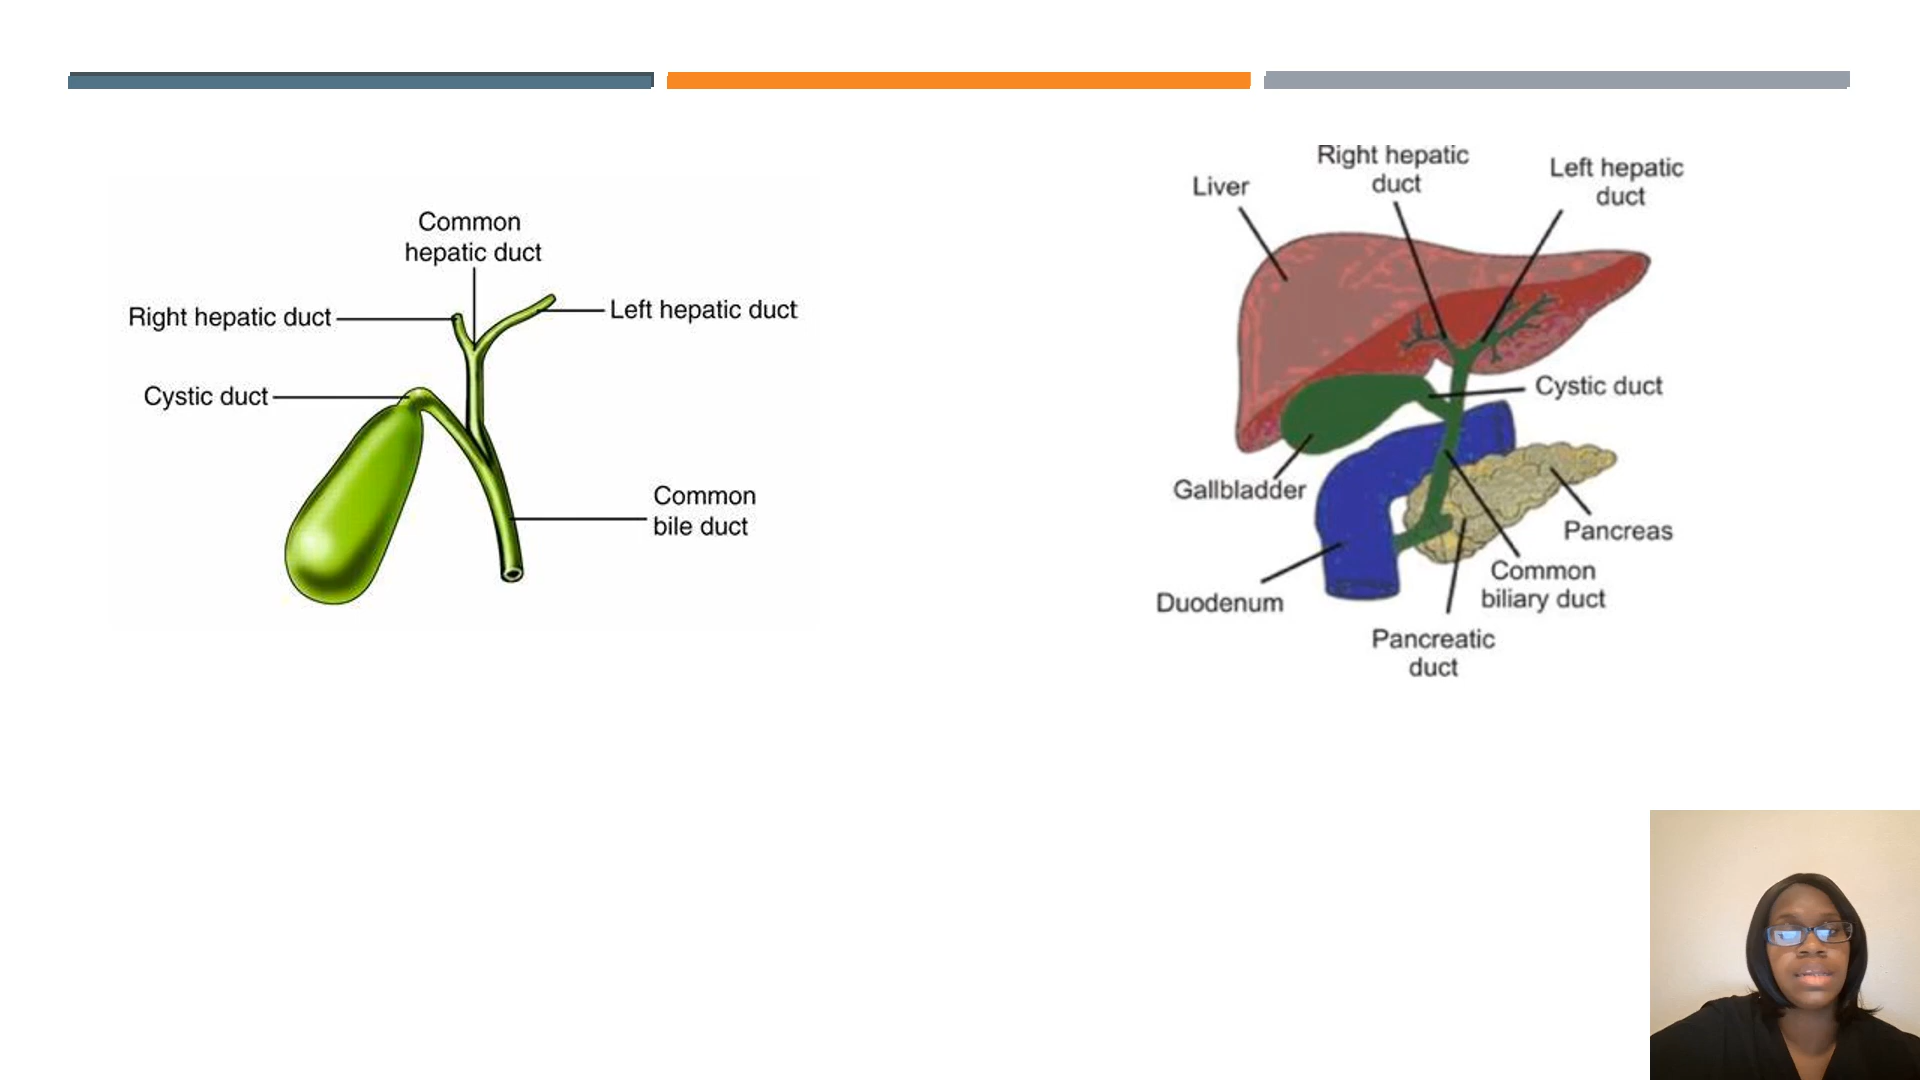 Common
hepatic duct
Right hepatic duct
Left hepatic duct
Cystic duct
Common
bile duct
Right hepatic
duct
Left hepatic
duct
Liver
Cystic duct
Gallbladder
Pancreas
Common
biliary duct
Duodenum
Pancreatic
duct